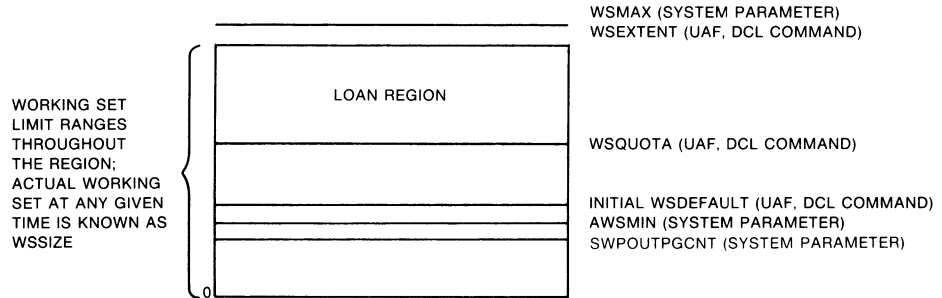 WSMAX (SYSTEM PARAMETER)
WSEXTENT (UAF, DCL COMMAND)
WORKING SET
LIMIT RANGES
THROUGHOUT
THE REGION;
ACTUAL WORKING
SET AT ANY GIVEN
TIME IS KNOWN AS
WSSIZE
LOAN REGION
WSQUOTA (UAF, DCL COMMAND)
INITIAL WSDEFAULT (UAF, DCL COMMAND)
AWSMIN (SYSTEM PARAMETER)
SWPOUTPGCNT (SYSTEM PARAMETER)
0